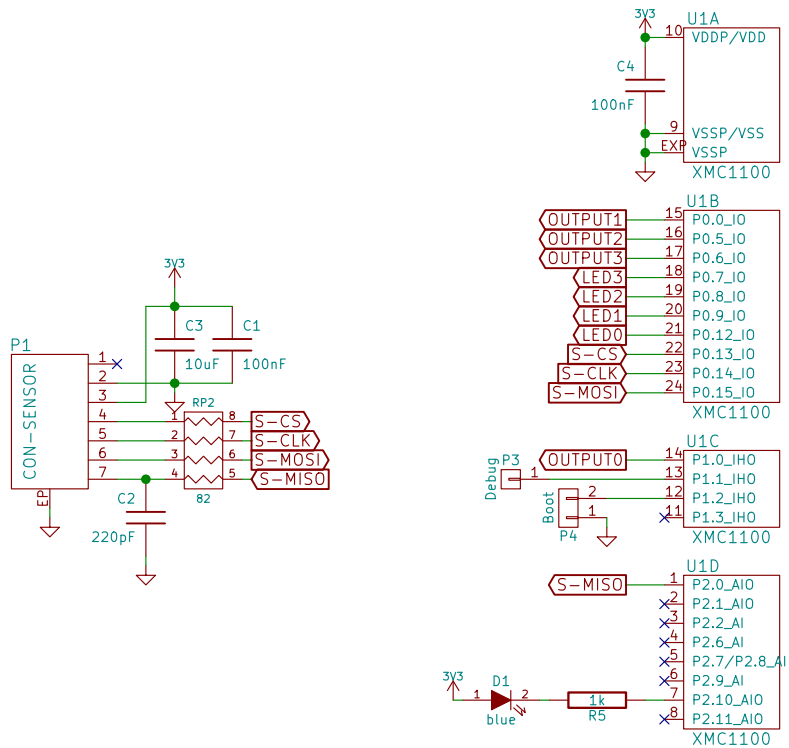 3V3
U1A
10 VDDP/VDD
C4
100nF
9 VSSP/VSS
EXP VSSP
XMC1100
U1B
OUTPUT1 15 P0.0_IO
OUTPUT2 16 P0.5_IO
OUTPUT3 17 P0.6_IO
LED3 18 P0.7_IO
LED2 19 P0.8_IO
LED1 20 P0.9_IO
LED0 21 P0.12_IO
S-CS 22 P0.13_IO
S-CLK 23 P0.14_IO
S-MOSI 24 P0.15_IO
XMC1100
3V3
C3
10uF
C1
100nF
P1
CON-SENSOR
EP
1
2
3
4
5
6
7
RP2
1 8 S-CS
2 7 S-CLK
3 6 S-MOSI
4 5 S-MISO
82
C2
220pF
U1C
OUTPUT0 14 P1.0_IHO
P3
Debug
1 13 P1.1_IHO
Boot
2 12 P1.2_IHO
1 11 P1.3_IHO
P4
XMC1100
U1D
S-MISO 1 P2.0_AIO
2 P2.1_AIO
3 P2.2_AI
4 P2.6_AI
5 P2.7/P2.8_AI
6 P2.9_AI
7 P2.10_AIO
8 P2.11_AIO
XMC1100
3V3
D1
1 2
blue
1k
R5